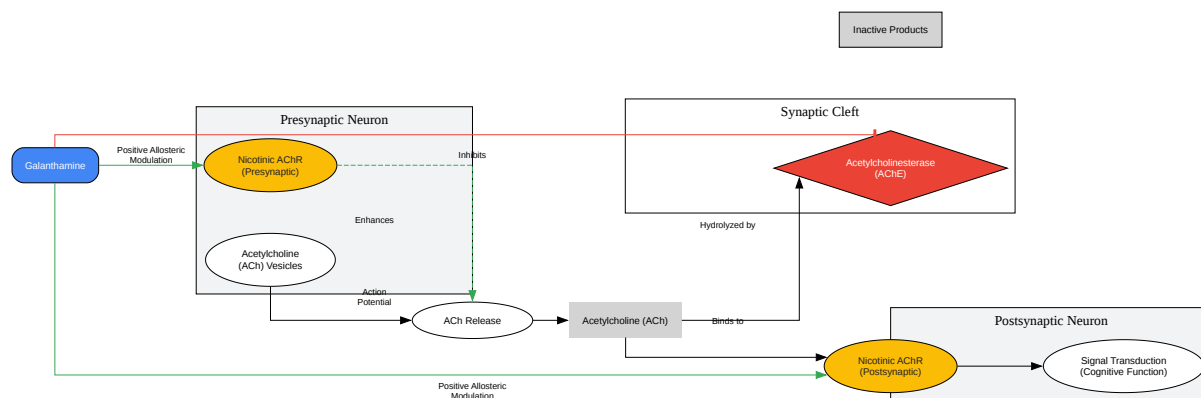 Inactive Products
Synaptic Cleft
Presynaptic Neuron
Positive Allosteric
Modulation
Galanthamine
Nicotinic AChR
(Presynaptic)
Inhibits
Acetylcholinesterase
(AChE)
Enhances
Hydrolyzed by
Acetylcholine
(ACh) Vesicles
Action
Potential
ACh Release
Acetylcholine (ACh)
Binds to
Postsynaptic Neuron
Nicotinic AChR
(Postsynaptic)
Signal Transduction
(Cognitive Function)
Positive Allosteric
Modulation